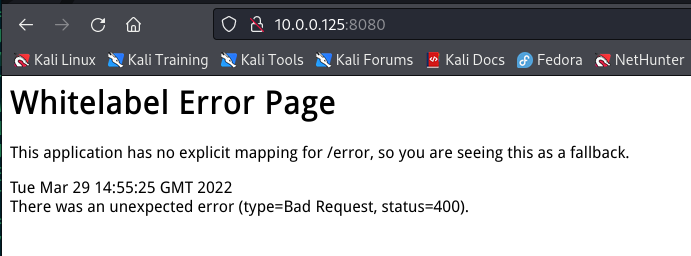 10.0.0.125:8080
Kali Linux Kali Training Kali Tools Kali Forums Kali Docs Fedora NetHunter
Whitelabel Error Page
This application has no explicit mapping for /error, so you are seeing this as a fallback.
Tue Mar 29 14:55:25 GMT 2022
There was an unexpected error (type=Bad Request, status=400).